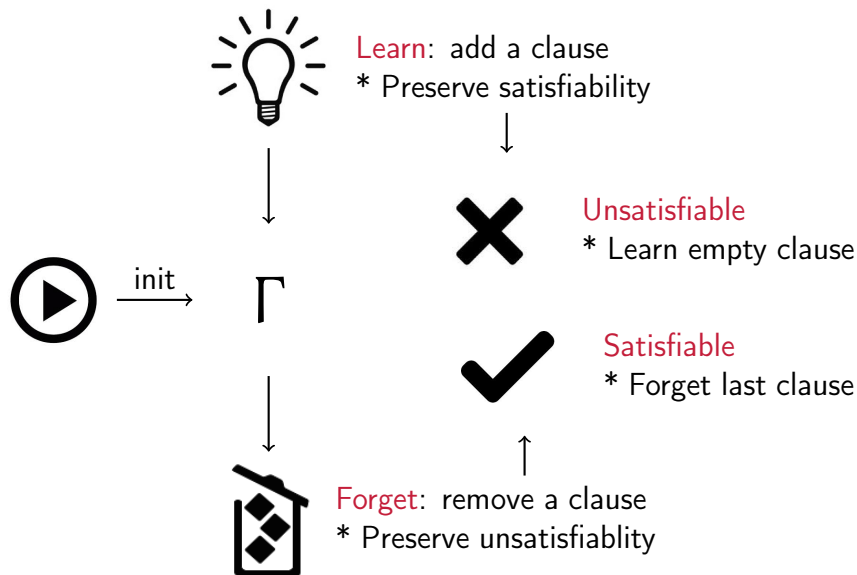 Learn: add a clause
* Preserve satisfiability
Unsatisfiable
* Learn empty clause
init
Γ
Satisfiable
* Forget last clause
Forget: remove a clause
* Preserve unsatisfiablity